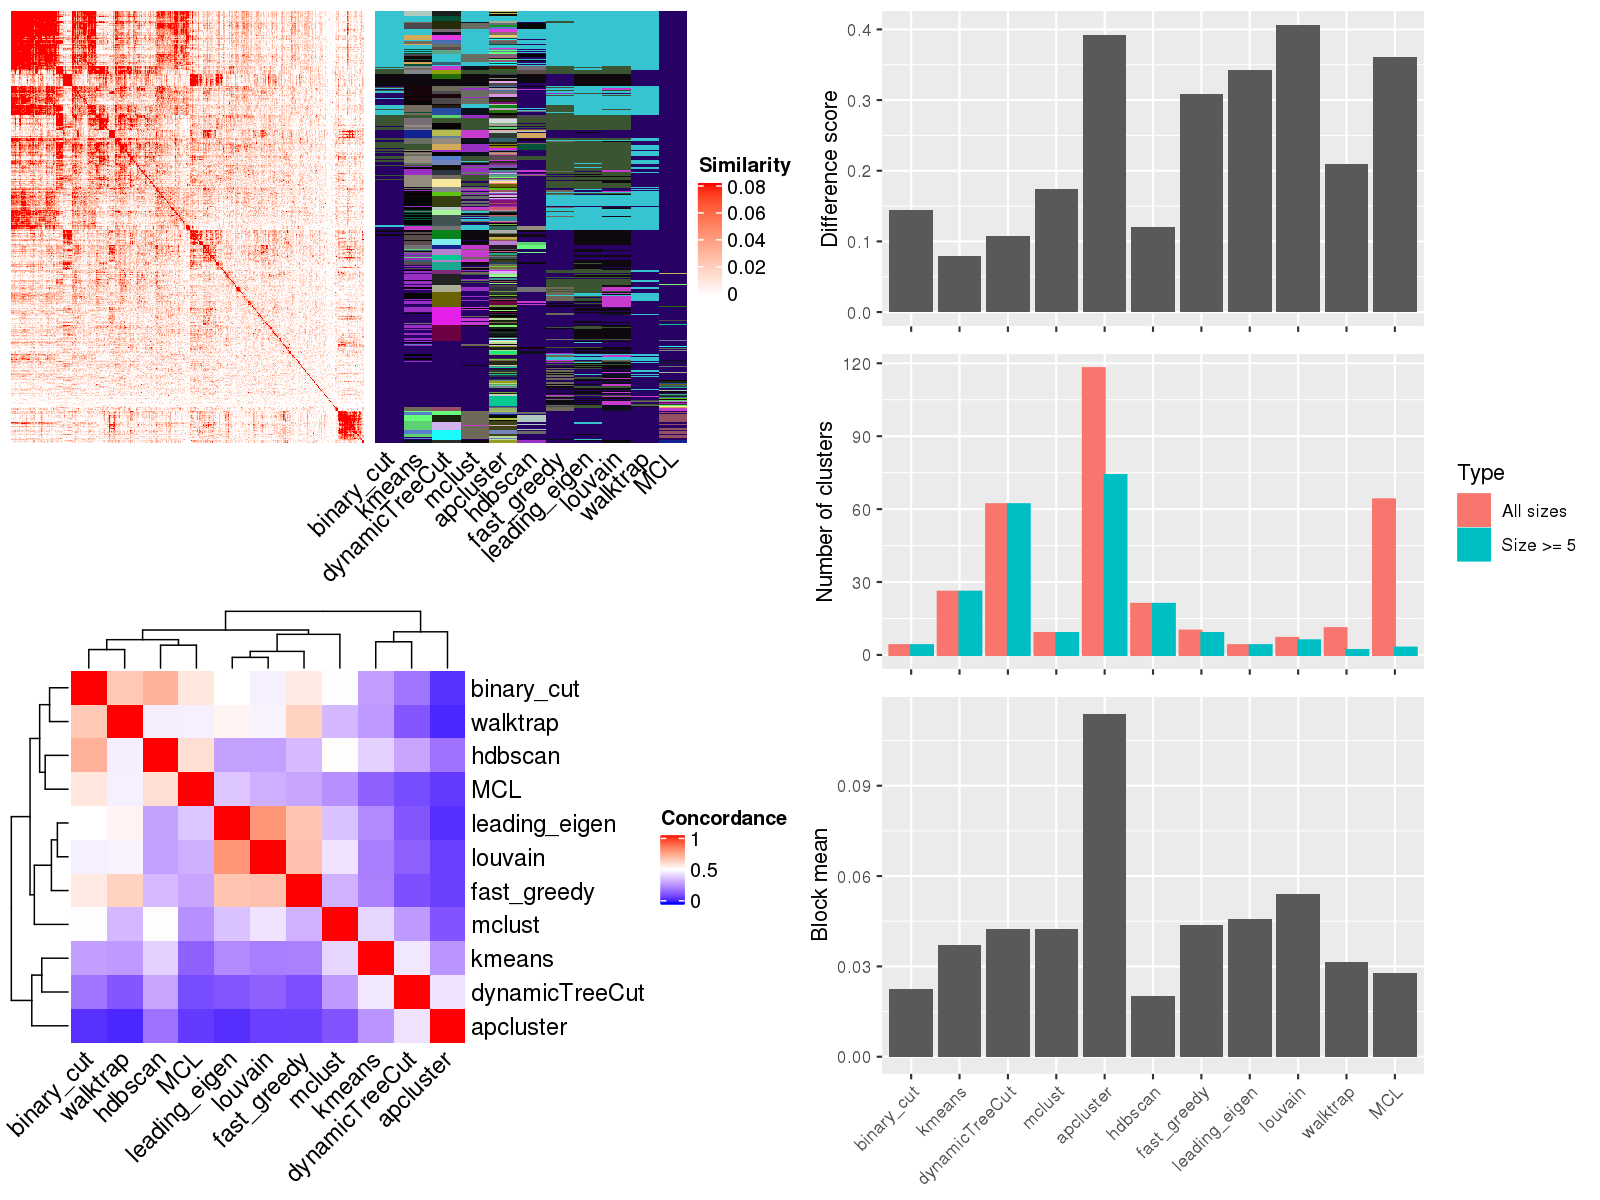 Similarity
0.08
0.06
0.04
0.02
0
binary_cut
kmeans
dynamicTreeCut
mclust
apcluster
hdbscan
fast_greedy
leading_eigen
louvain
walktrap
MCL
binary_cut
walktrap
hdbscan
MCL
leading_eigen
louvain
fast_greedy
mclust
kmeans
dynamicTreeCut
apcluster
Concordance
1
0.5
0
binary_cut
walktrap
hdbscan
MCL
leading_eigen
louvain
fast_greedy
mclust
kmeans
dynamicTreeCut
apcluster
Difference score
0.4
0.3
0.2
0.1
0.0
Number of clusters
120
90
60
30
0
Type
All sizes
Size >= 5
Block mean
0.09
0.06
0.03
0.00
binary_cut
kmeans
dynamicTreeCut
mclust
apcluster
hdbscan
fast_greedy
leading_eigen
louvain
walktrap
MCL